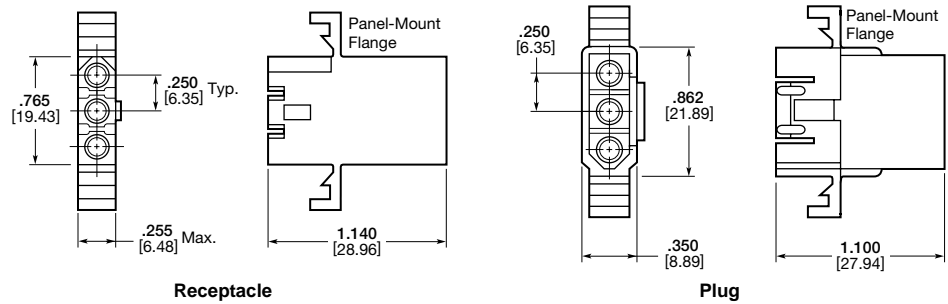 Panel-Mount
Flange
.250 Typ.
[6.35]
.765
[19.43]
.255 Max.
[6.48]
1.140
[28.96]
Receptacle
Panel-Mount
Flange
.250
[6.35]
.862
[21.89]
.350
[8.89]
1.100
[27.94]
Plug